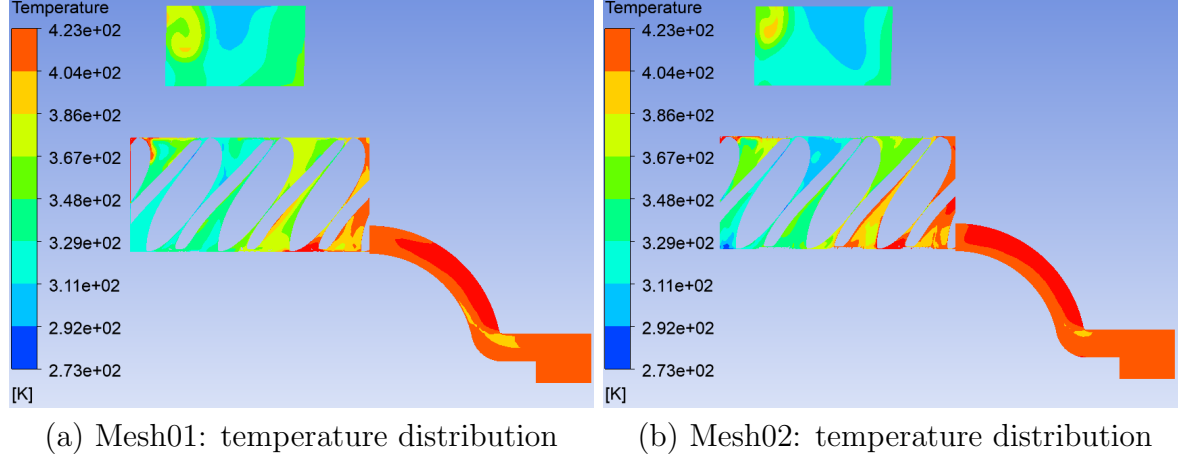 Temperature
4.23e+02
4.04e+02
3.86e+02
3.67e+02
3.48e+02
3.29e+02
3.11e+02
2.92e+02
2.73e+02
[K]
(a) Mesh01: temperature distribution
Temperature
4.23e+02
4.04e+02
3.86e+02
3.67e+02
3.48e+02
3.29e+02
3.11e+02
2.92e+02
2.73e+02
[K]
(b) Mesh02: temperature distribution